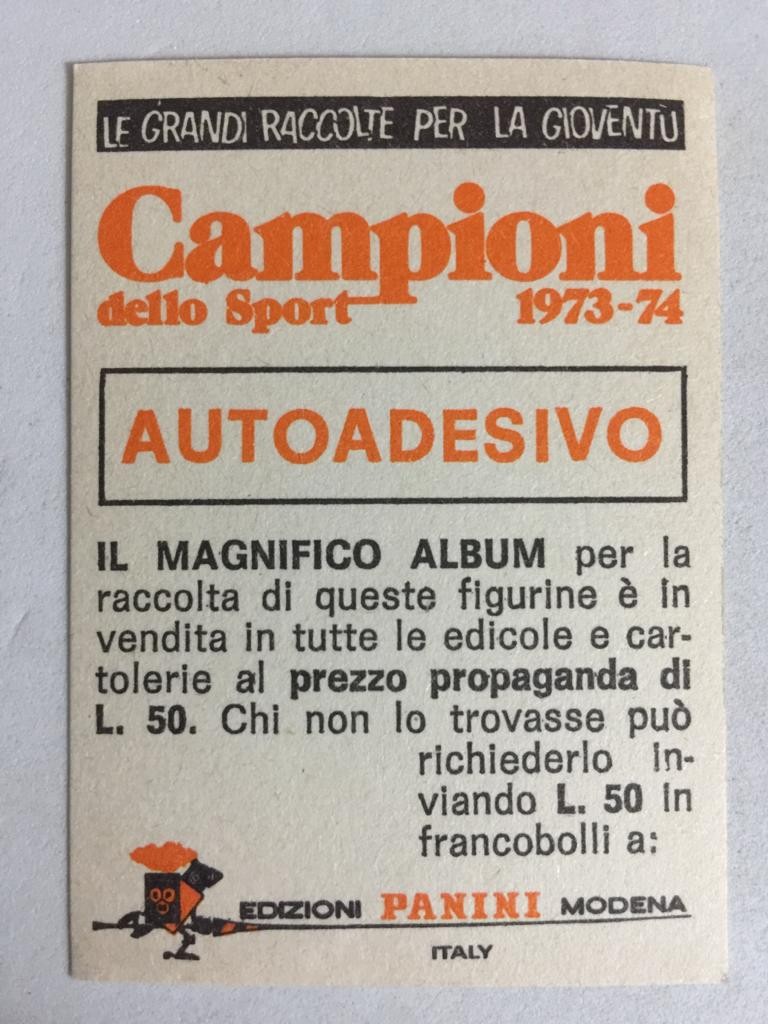 LE GRANDI RACCOLTE PER LA GIOVENTÙ
Campioni
dello Sport 1973-74
AUTOADESIVO
IL MAGNIFICO ALBUM per la
raccolta di queste figurine è in
vendita in tutte le edicole e car-
tolerie al prezzo propaganda di
L. 50. Chi non lo trovasse può
richiederlo in-
viando L. 50 in
francobolli a:
EDIZIONI PANINI MODENA
ITALY